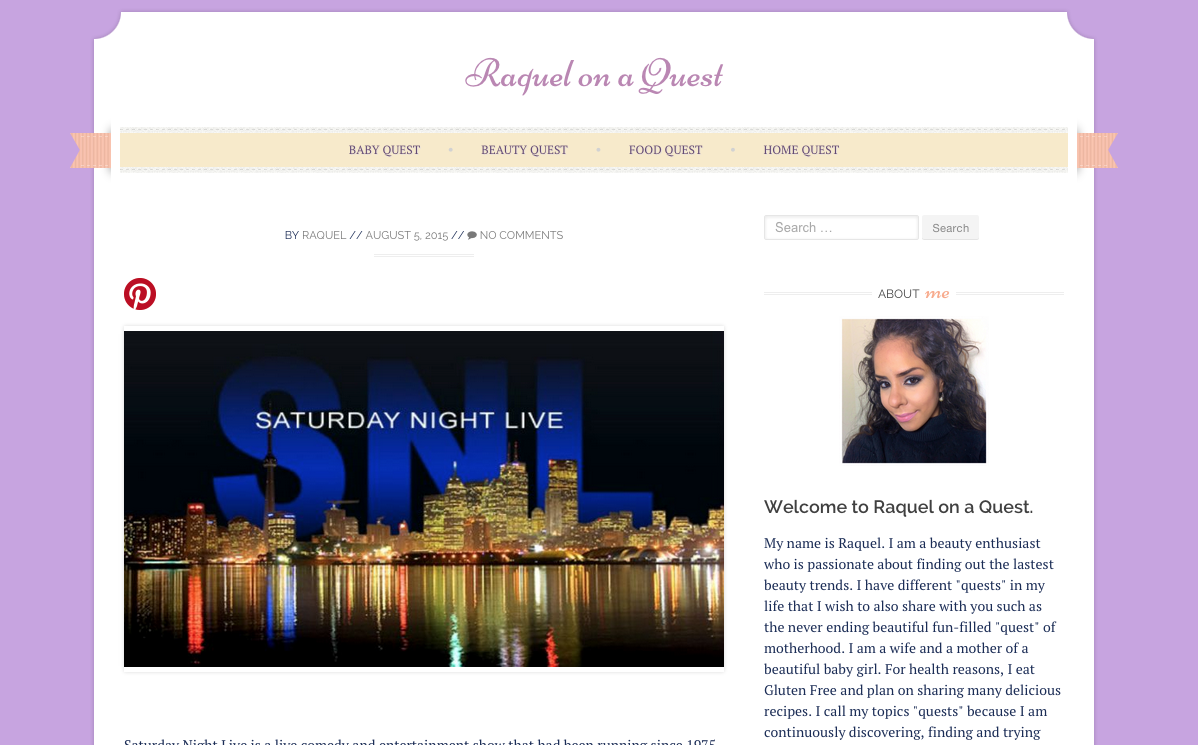 Raquel on a Quest
BABY QUEST • BEAUTY QUEST • FOOD QUEST • HOME QUEST
BY RAQUEL // AUGUST 5, 2015 // NO COMMENTS
SNL
SATURDAY NIGHT LIVE
Saturday Night Live is a live comedy and entertainment show that had been running since 1975
Search …
Search
ABOUT me
Welcome to Raquel on a Quest.
My name is Raquel. I am a beauty enthusiast
who is passionate about finding out the lastest
beauty trends. I have different "quests" in my
life that I wish to also share with you such as
the never ending beautiful fun-filled "quest" of
motherhood. I am a wife and a mother of a
beautiful baby girl. For health reasons, I eat
Gluten Free and plan on sharing many delicious
recipes. I call my topics "quests" because I am
continuously discovering, finding and trying